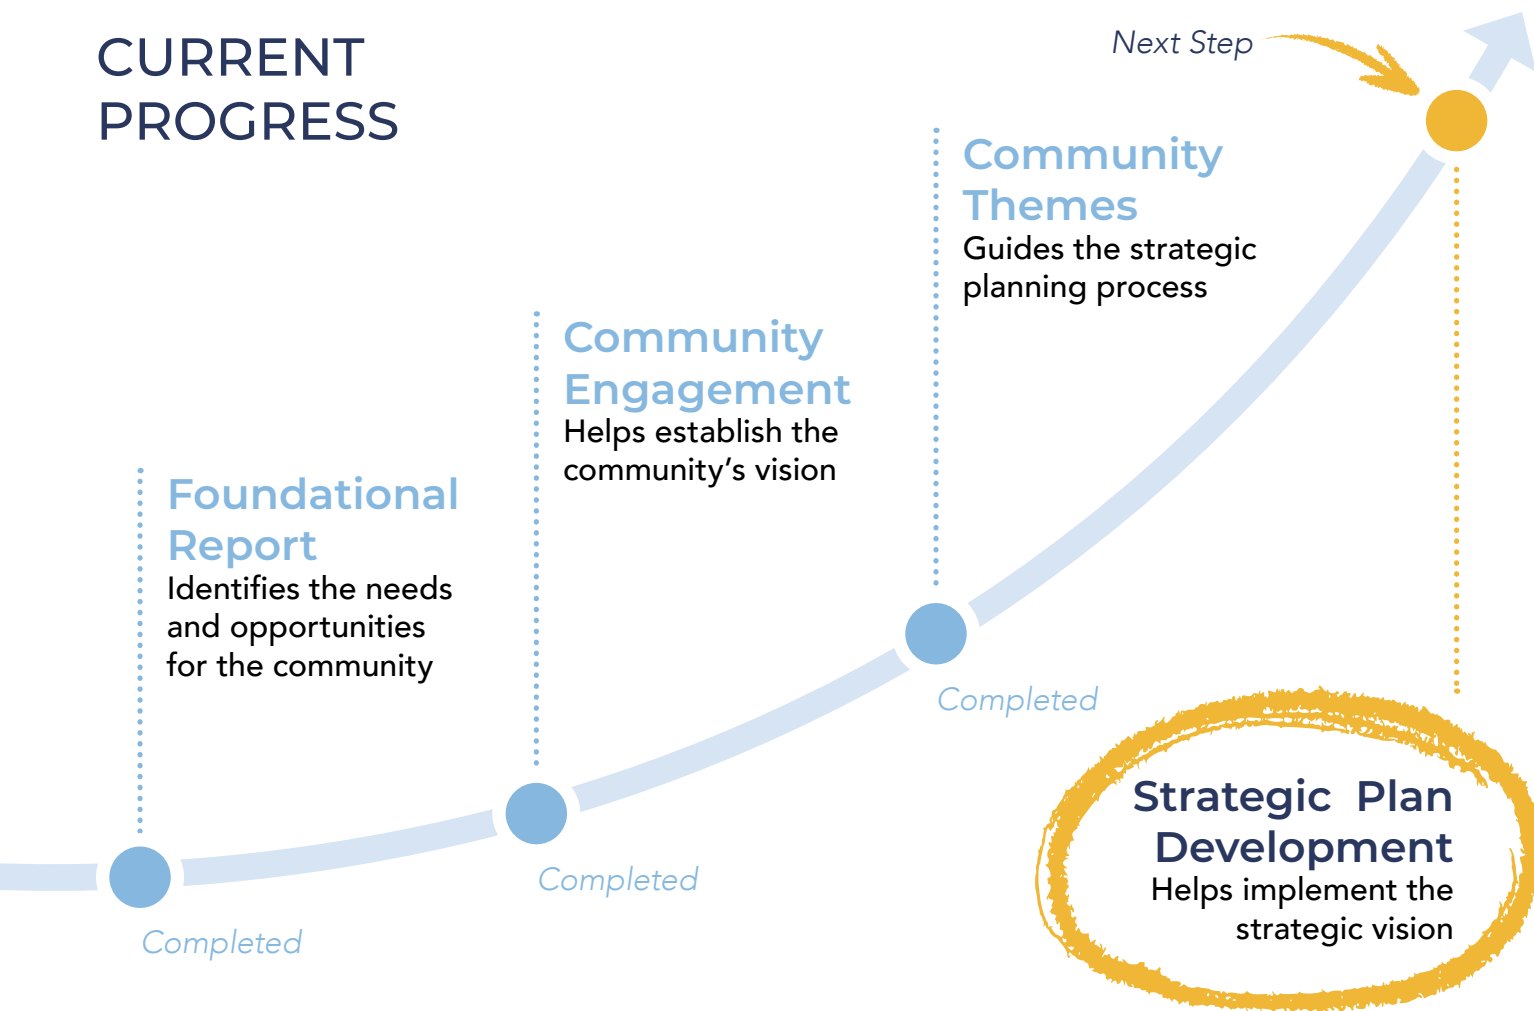 CURRENT
PROGRESS
Next Step
Community
Themes
Guides the strategic
planning process
Community
Engagement
Helps establish the
community’s vision
Foundational
Report
Identifies the needs
and opportunities
for the community
Completed
Completed
Completed
Strategic Plan
Development
Helps implement the
strategic vision